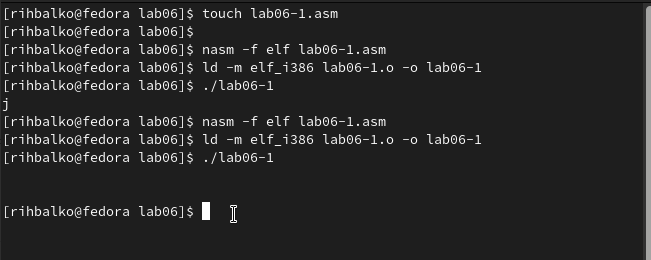 [rihbalko@fedora lab06]$ touch lab06-1.asm
[rihbalko@fedora lab06]$
[rihbalko@fedora lab06]$ nasm -f elf lab06-1.asm
[rihbalko@fedora lab06]$ ld -m elf_i386 lab06-1.o -o lab06-1
[rihbalko@fedora lab06]$ ./lab06-1
j
[rihbalko@fedora lab06]$ nasm -f elf lab06-1.asm
[rihbalko@fedora lab06]$ ld -m elf_i386 lab06-1.o -o lab06-1
[rihbalko@fedora lab06]$ ./lab06-1
[rihbalko@fedora lab06]$